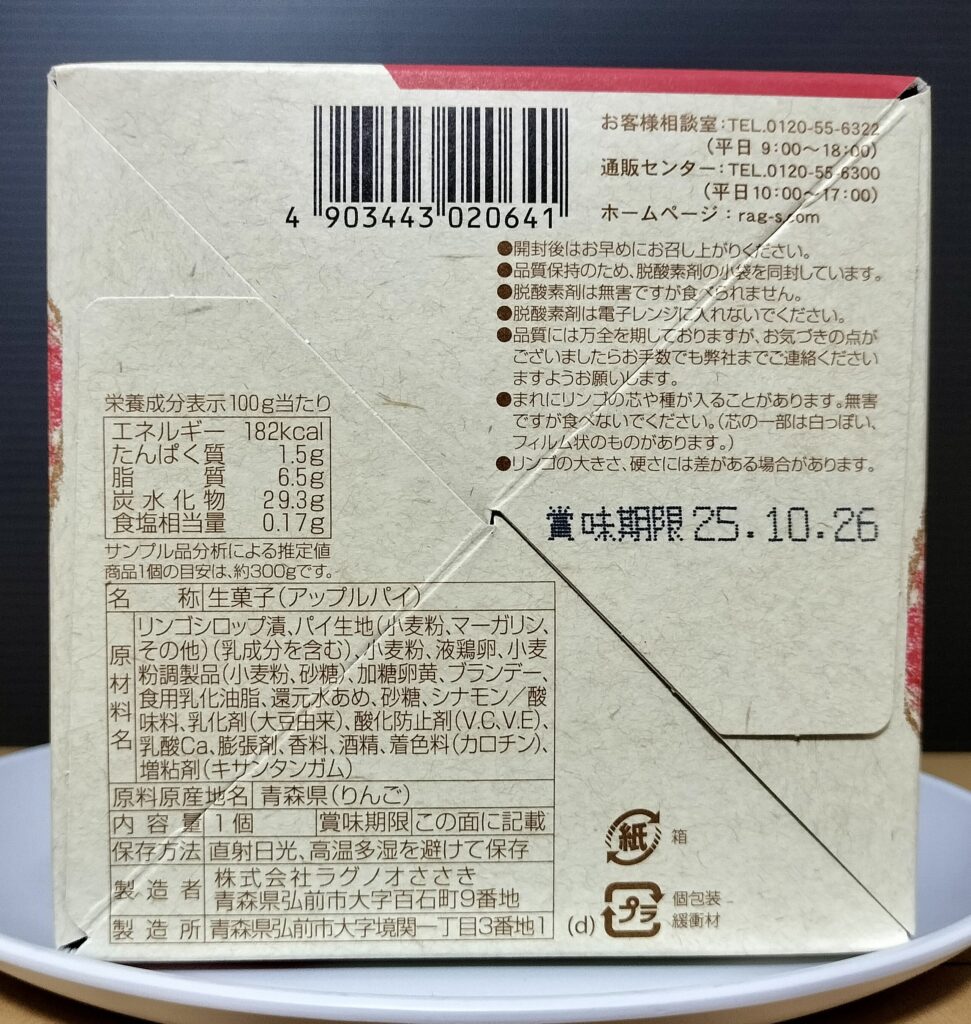 4 903443 020641
お客様相談室：TEL.0120-55-6322
（平日 9:00～18:00）
通販センター：TEL.0120-55-6300
（平日10:00～17:00）
ホームページ：rag-s.com
●開封後はお早めにお召し上がりください。
●品質保持のため、脱酸素剤の小袋を同封しています。
●脱酸素剤は無害ですが食べられません。
●脱酸素剤は電子レンジに入れないでください。
●品質には万全を期しておりますが、お気づきの点が
ございましたらお手数でも弊社までご連絡ください
ますようお願いします。
●まれにリンゴの芯や種が入ることがあります。無害
ですが食べないでください。（芯の一部は白っぽい、
フィルム状のものがあります。）
●リンゴの大きさ、硬さには差がある場合があります。
賞味期限25.10.26
栄養成分表示100g当たり
エネルギー 182kcal
たんぱく質 1.5g
脂質 6.5g
炭水化物 29.3g
食塩相当量 0.17g
サンプル品分析による推定値
商品1個の目安は、約300gです。
名称 生菓子（アップルパイ）
原材料名 リンゴシロップ漬、パイ生地（小麦粉、マーガリン、
その他）（乳成分を含む）、小麦粉、液鶏卵、小麦
粉調製品（小麦粉、砂糖）、加糖卵黄、ブランデー、
食用乳化油脂、還元水あめ、砂糖、シナモン／酸
味料、乳化剤（大豆由来）、酸化防止剤（V.C、V.E）、
乳酸Ca、膨張剤、香料、酒精、着色料（カロチン）、
増粘剤（キサンタンガム）
原料原産地名 青森県（りんご）
内容量 1個 賞味期限 この面に記載
保存方法 直射日光、高温多湿を避けて保存
製造者 株式会社ラグノオささき
青森県弘前市大字百石町9番地
製造所 青森県弘前市大字境関一丁目3番地1 (d)
紙 箱
プラ 個包装
緩衝材